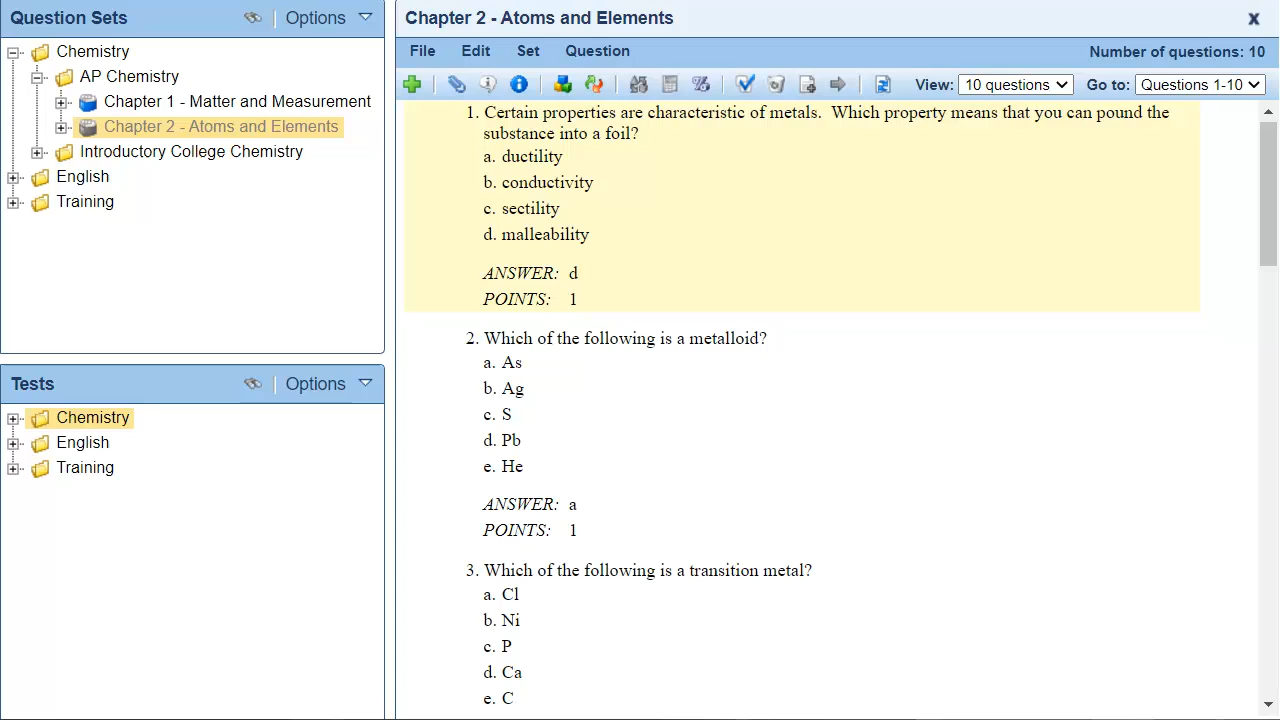 Question Sets
Options
Chemistry
AP Chemistry
Chapter 1 - Matter and Measurement
Chapter 2 - Atoms and Elements
Introductory College Chemistry
English
Training
Tests
Options
Chemistry
English
Training
Chapter 2 - Atoms and Elements
x
File Edit Set Question
Number of questions: 10
View: 10 questions Go to: Questions 1-10
1. Certain properties are characteristic of metals. Which property means that you can pound the
substance into a foil?
a. ductility
b. conductivity
c. sectility
d. malleability
ANSWER: d
POINTS: 1
2. Which of the following is a metalloid?
a. As
b. Ag
c. S
d. Pb
e. He
ANSWER: a
POINTS: 1
3. Which of the following is a transition metal?
a. Cl
b. Ni
c. P
d. Ca
e. C